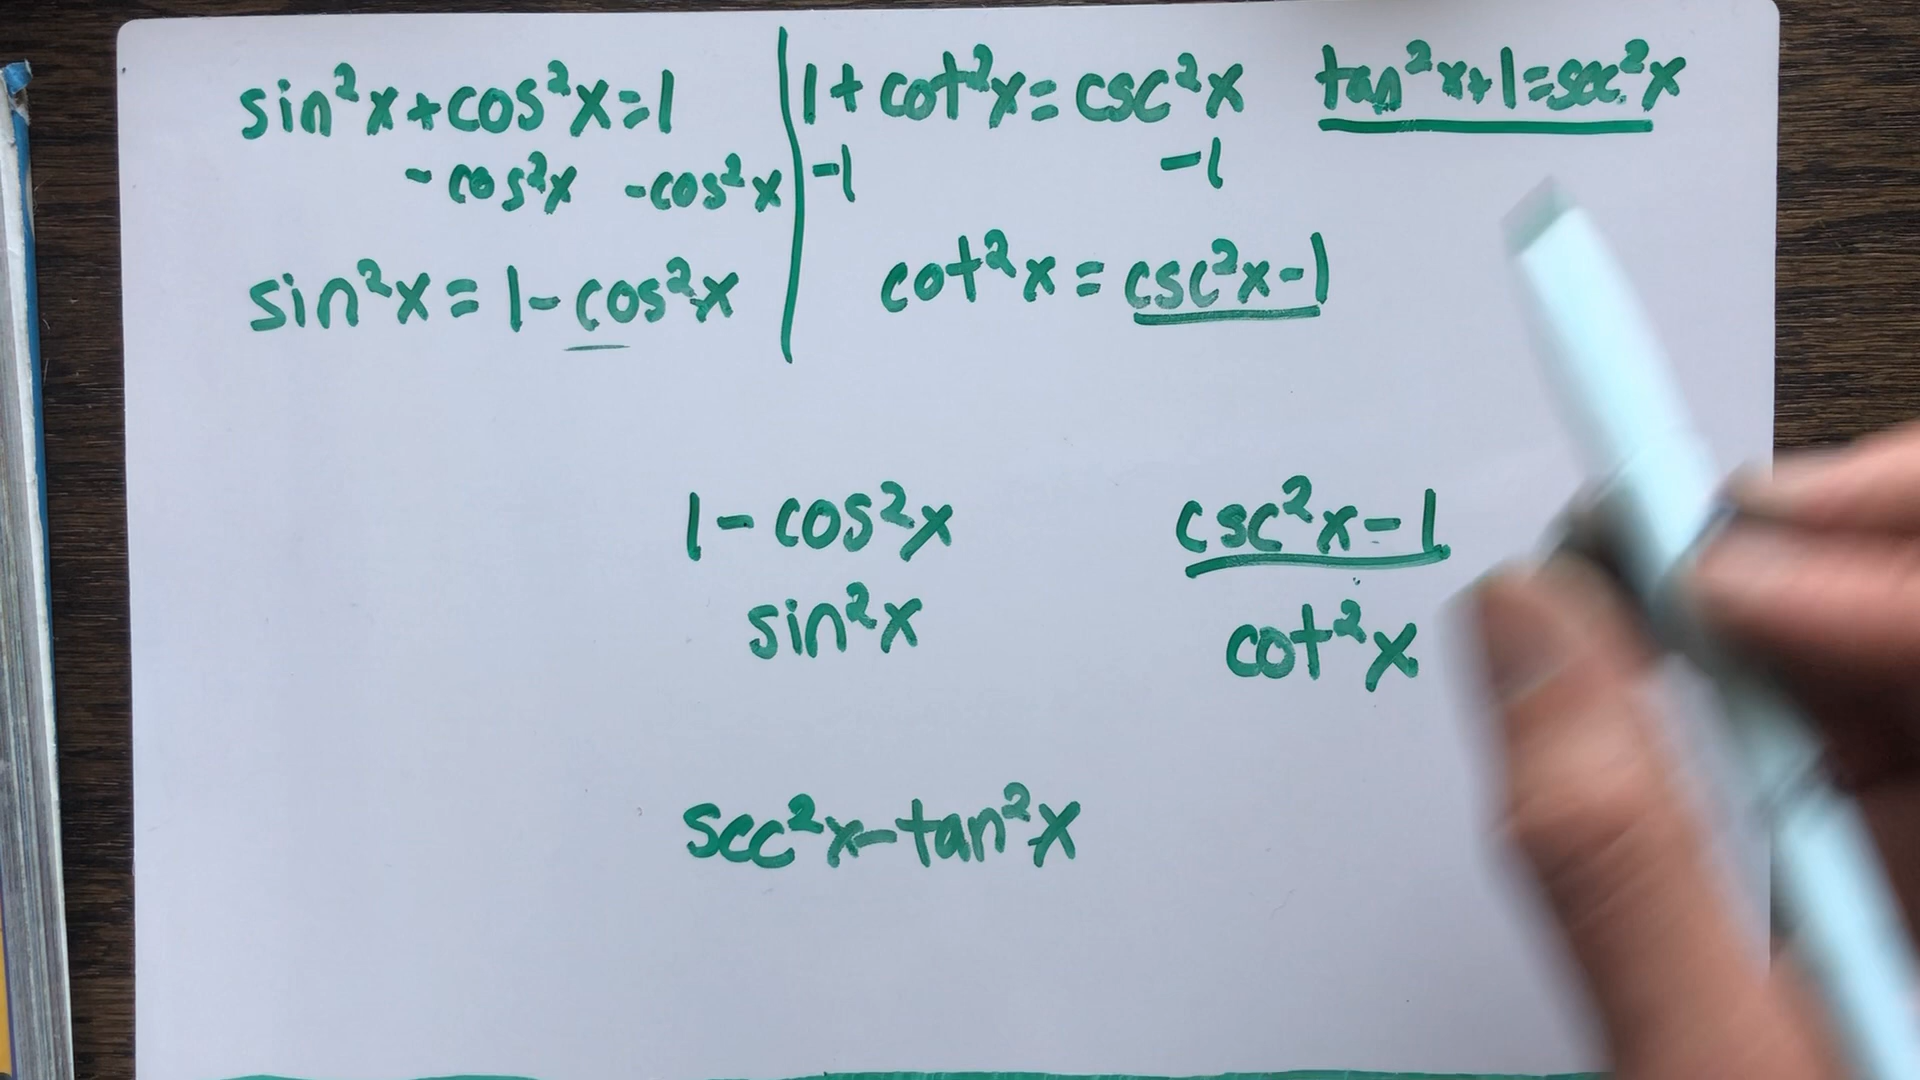 sin²x+cos²x=1
-cos²x -cos²x
sin²x=1-cos²x
1+cot²x=csc²x
-1 -1
cot²x=csc²x-1
tan²x+1=sec²x
1-cos²x
sin²x
csc²x-1
cot²x
sec²x-tan²x